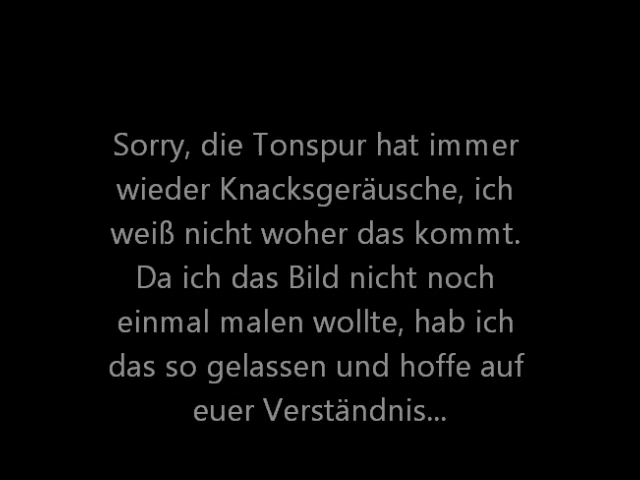 Sorry, die Tonspur hat immer
wieder Knacksgeräusche, ich
weiß nicht woher das kommt.
Da ich das Bild nicht noch
einmal malen wollte, hab ich
das so gelassen und hoffe auf
euer Verständnis...